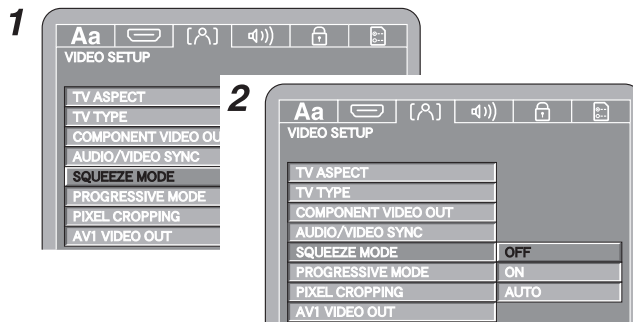 1
Aa
VIDEO SETUP
TV ASPECT
TV TYPE
COMPONENT VIDEO OU
AUDIO/VIDEO SYNC
SQUEEZE MODE
PROGRESSIVE MODE
PIXEL CROPPING
AV1 VIDEO OUT
2
Aa
VIDEO SETUP
TV ASPECT
TV TYPE
COMPONENT VIDEO OUT
AUDIO/VIDEO SYNC
SQUEEZE MODE OFF
PROGRESSIVE MODE ON
PIXEL CROPPING AUTO
AV1 VIDEO OUT